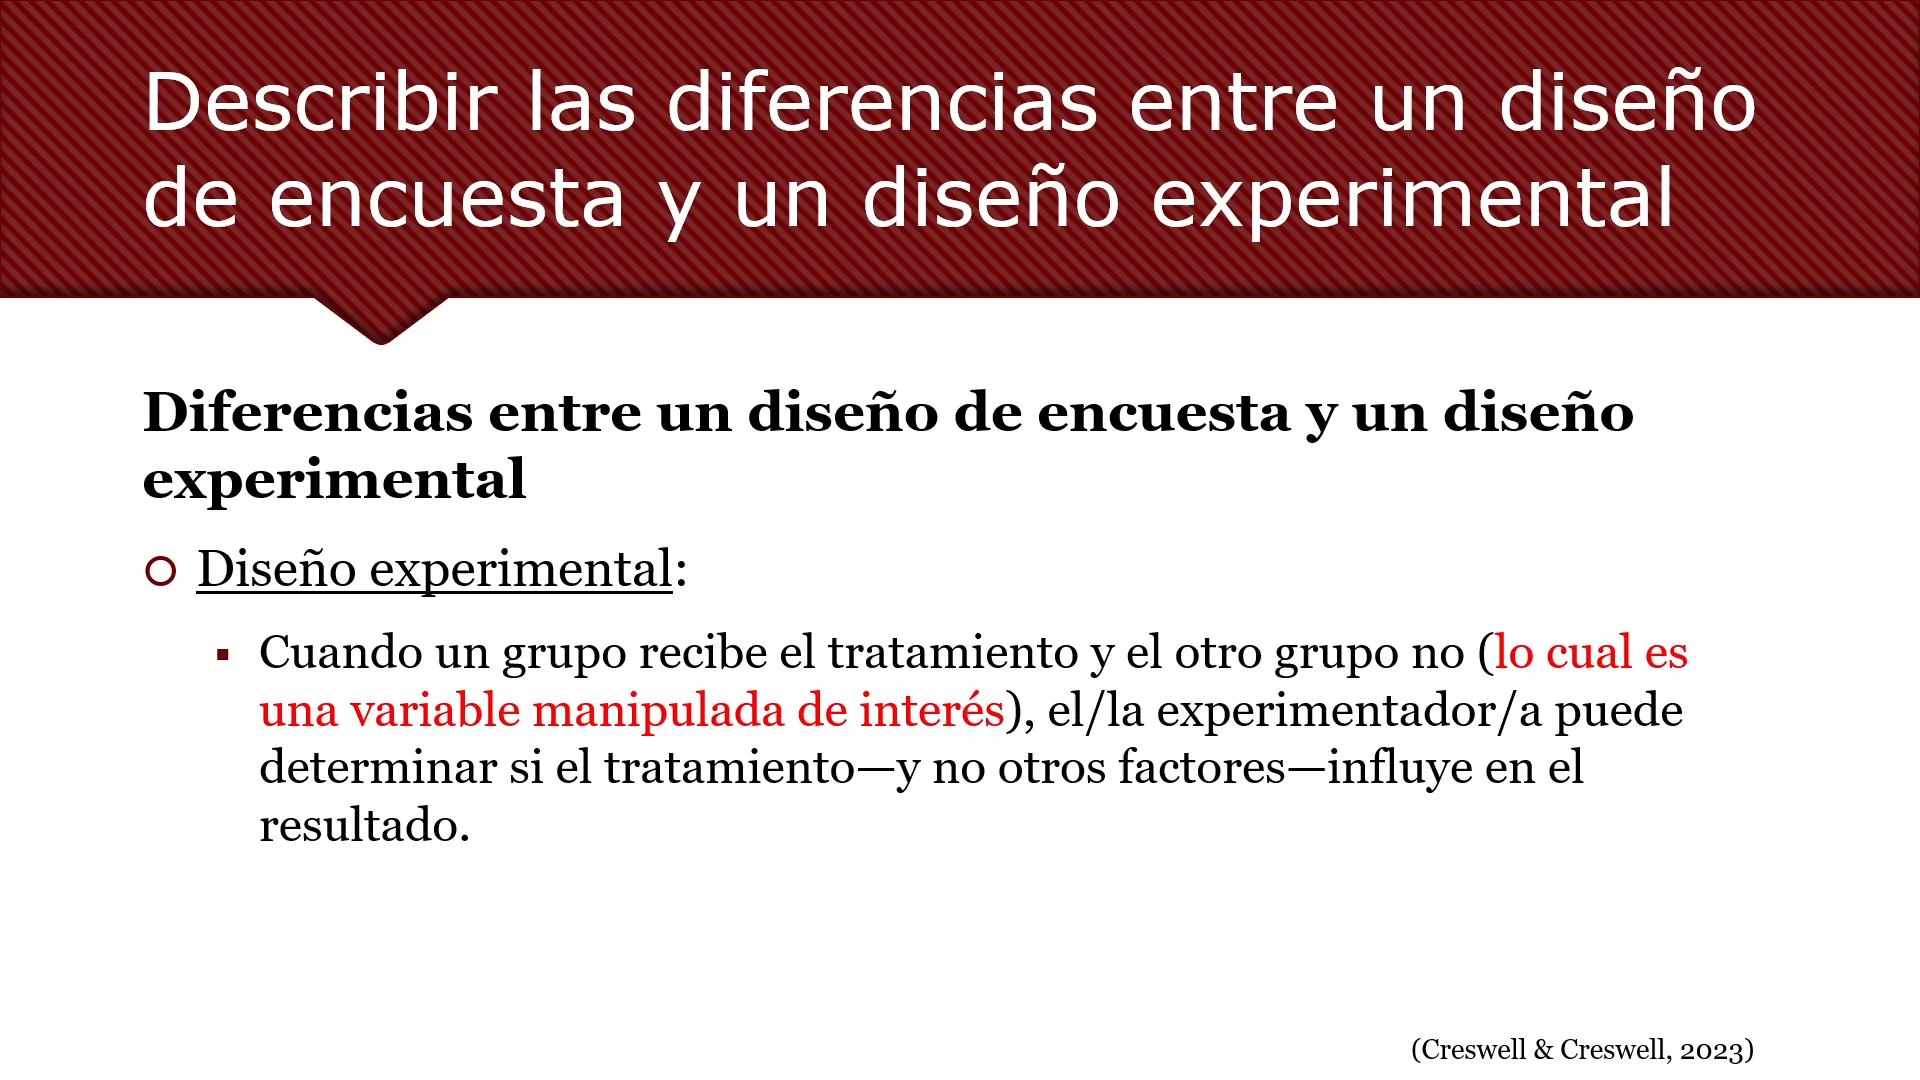 Describir las diferencias entre un diseño
de encuesta y un diseño experimental
Diferencias entre un diseño de encuesta y un diseño
experimental
Diseño experimental:
Cuando un grupo recibe el tratamiento y el otro grupo no (lo cual es
una variable manipulada de interés), el/la experimentador/a puede
determinar si el tratamiento—y no otros factores—influye en el
resultado.
(Creswell & Creswell, 2023)